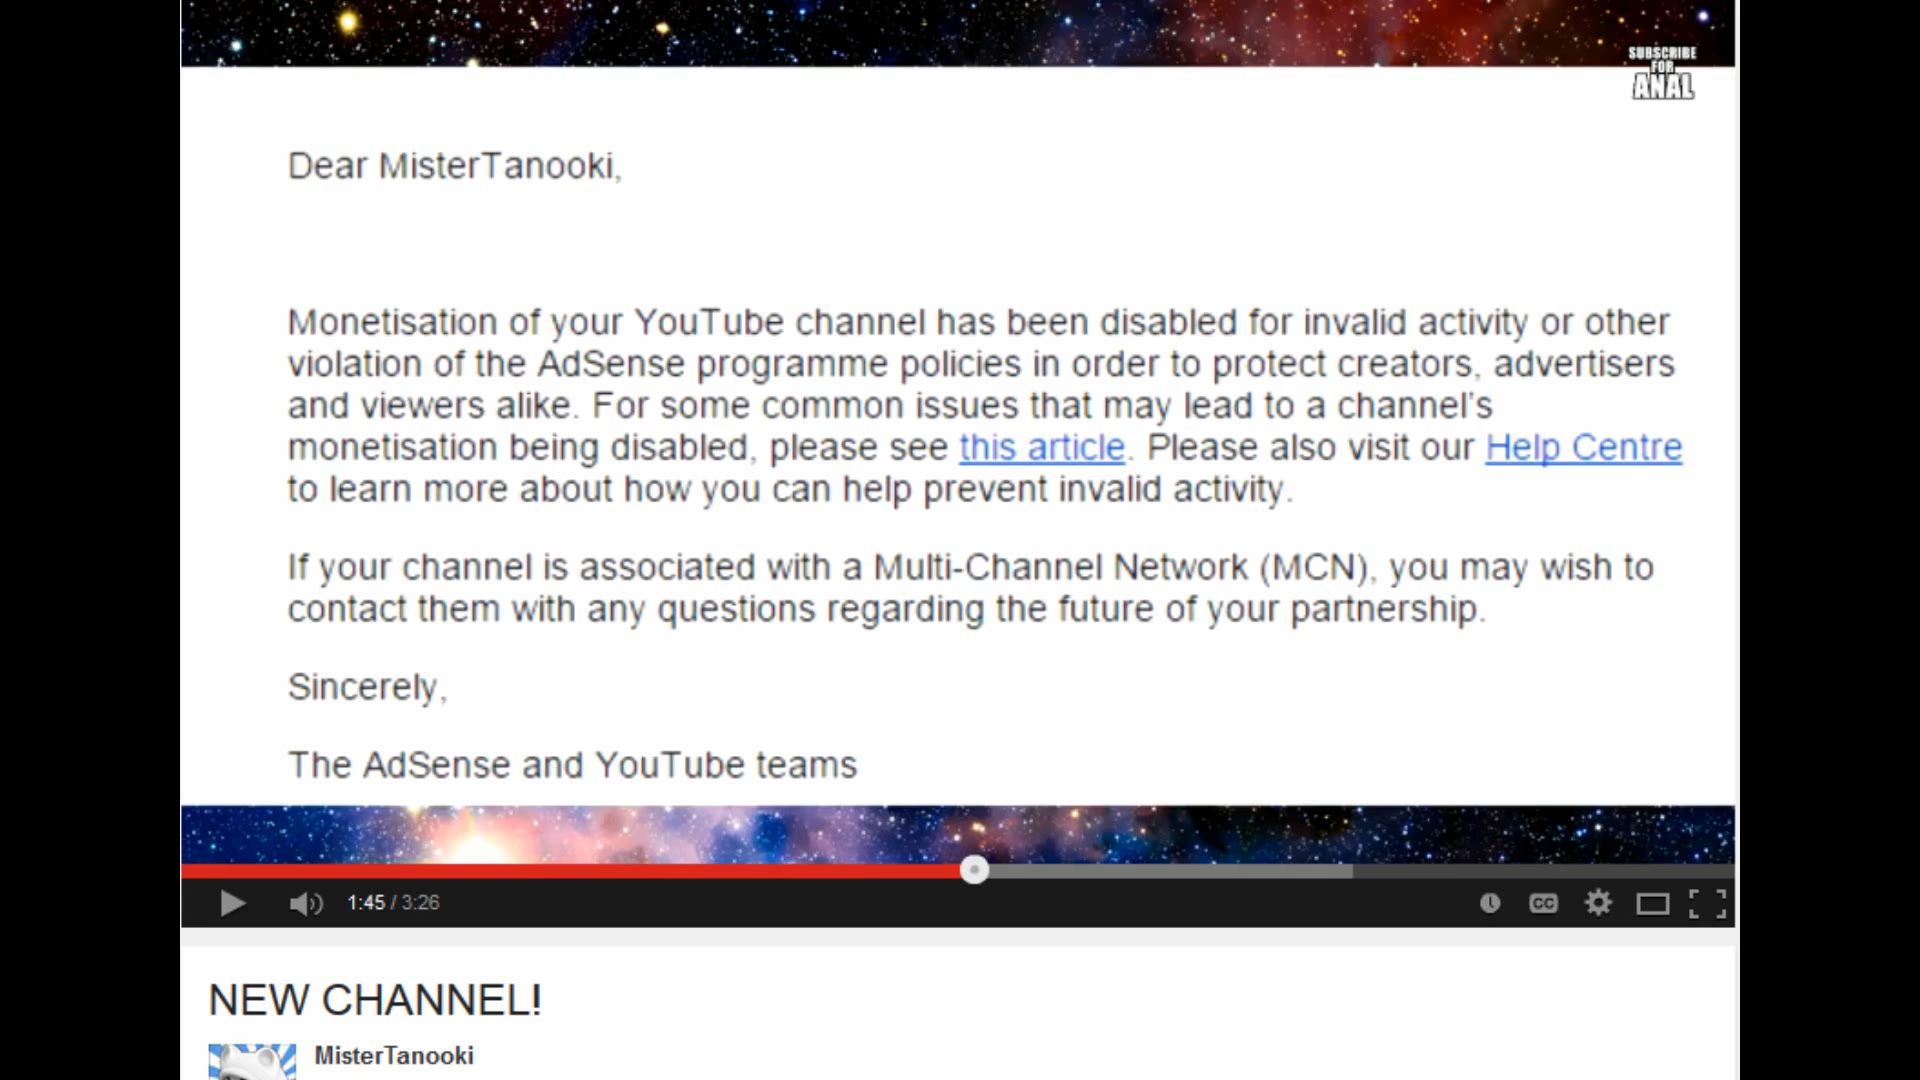 SUBSCRIBE
FOR
ANAL
Dear MisterTanooki,
Monetisation of your YouTube channel has been disabled for invalid activity or other
violation of the AdSense programme policies in order to protect creators, advertisers
and viewers alike. For some common issues that may lead to a channel's
monetisation being disabled, please see this article. Please also visit our Help Centre
to learn more about how you can help prevent invalid activity.
If your channel is associated with a Multi-Channel Network (MCN), you may wish to
contact them with any questions regarding the future of your partnership.
Sincerely,
The AdSense and YouTube teams
1:45 / 3:26
CC
NEW CHANNEL!
MisterTanooki